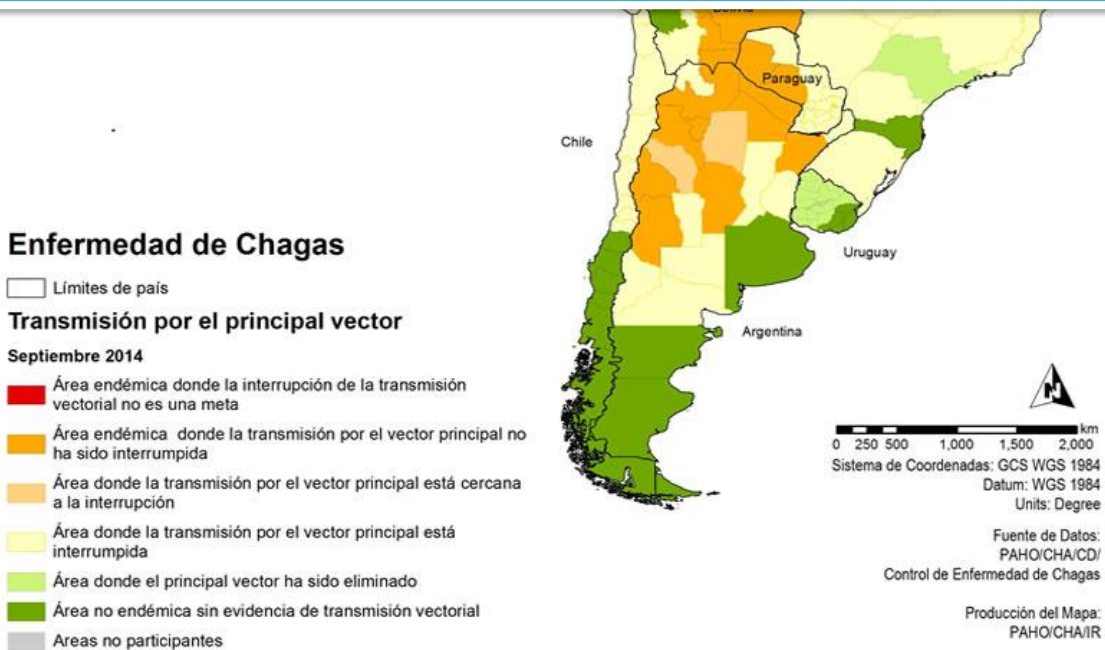 Bolivia
Paraguay
Chile
Uruguay
Argentina
Enfermedad de Chagas
Límites de país
Transmisión por el principal vector
Septiembre 2014
Área endémica donde la interrupción de la transmisión
vectorial no es una meta
Área endémica donde la transmisión por el vector principal no
ha sido interrumpida
Área donde la transmisión por el vector principal está cercana
a la interrupción
Área donde la transmisión por el vector principal está
interrumpida
Área donde el principal vector ha sido eliminado
Área no endémica sin evidencia de transmisión vectorial
Areas no participantes
N
km
0 250 500 1,000 1,500 2,000
Sistema de Coordenadas: GCS WGS 1984
Datum: WGS 1984
Units: Degree
Fuente de Datos:
PAHO/CHA/CD/
Control de Enfermedad de Chagas
Producción del Mapa:
PAHO/CHA/IR